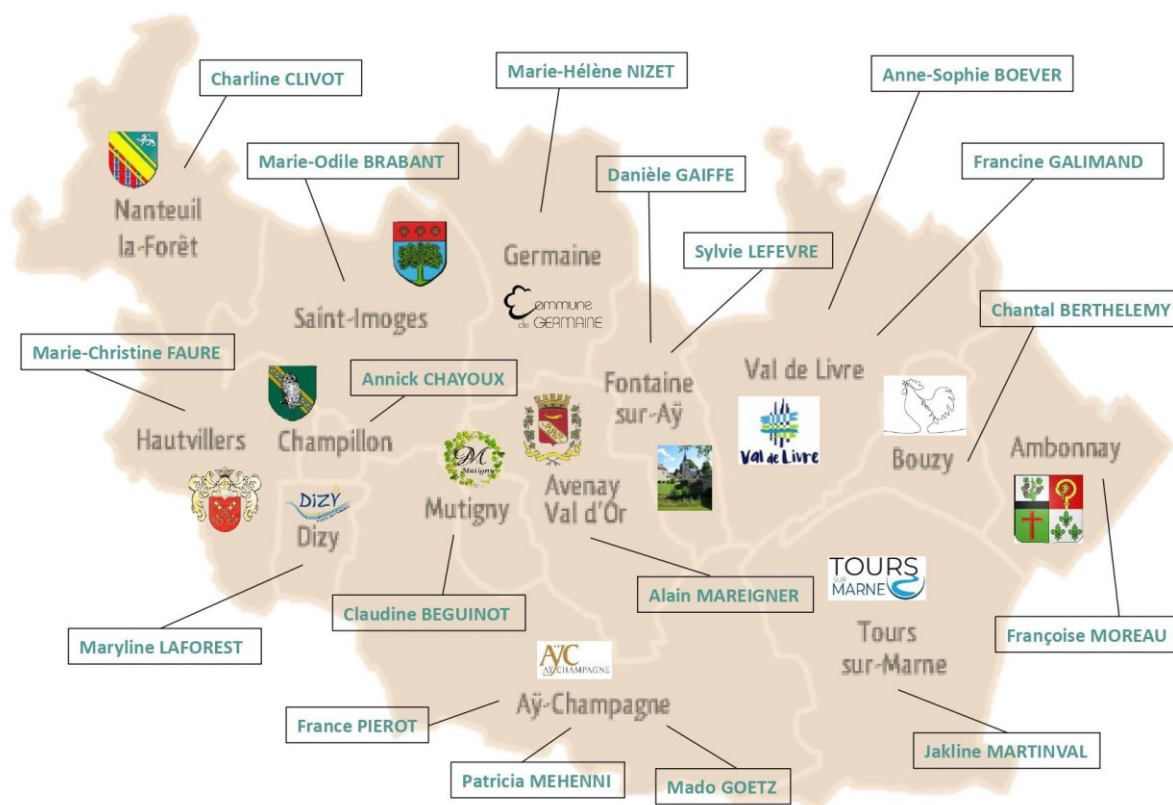 Charline CLIVOT
Marie-Hélène NIZET
Anne-Sophie BOEVER
Marie-Odile BRABANT
Danièle GAIFFE
Francine GALIMAND
Nanteuil
la-Forêt
Germaine
Sylvie LEFEVRE
Commune
de GERMAINE
Saint-Imoges
Chantal BERTHELEMY
Marie-Christine FAURE
Annick CHAYOUX
Fontaine
sur-Aÿ
Val de Livre
Hautvillers
Champillon
Val de Livre
Bouzy
Ambonnay
M
Mutigny
Mutigny
Avenay
Val d'Or
DiZY
Dizy
TOURS
SUR
MARNE
Claudine BEGUINOT
Alain MAREIGNER
Maryline LAFOREST
Françoise MOREAU
Tours
sur-Marne
AŸC
AŸ CHAMPAGNE
Aÿ-Champagne
France PIEROT
Jakline MARTINVAL
Patricia MEHENNI
Mado GOETZ